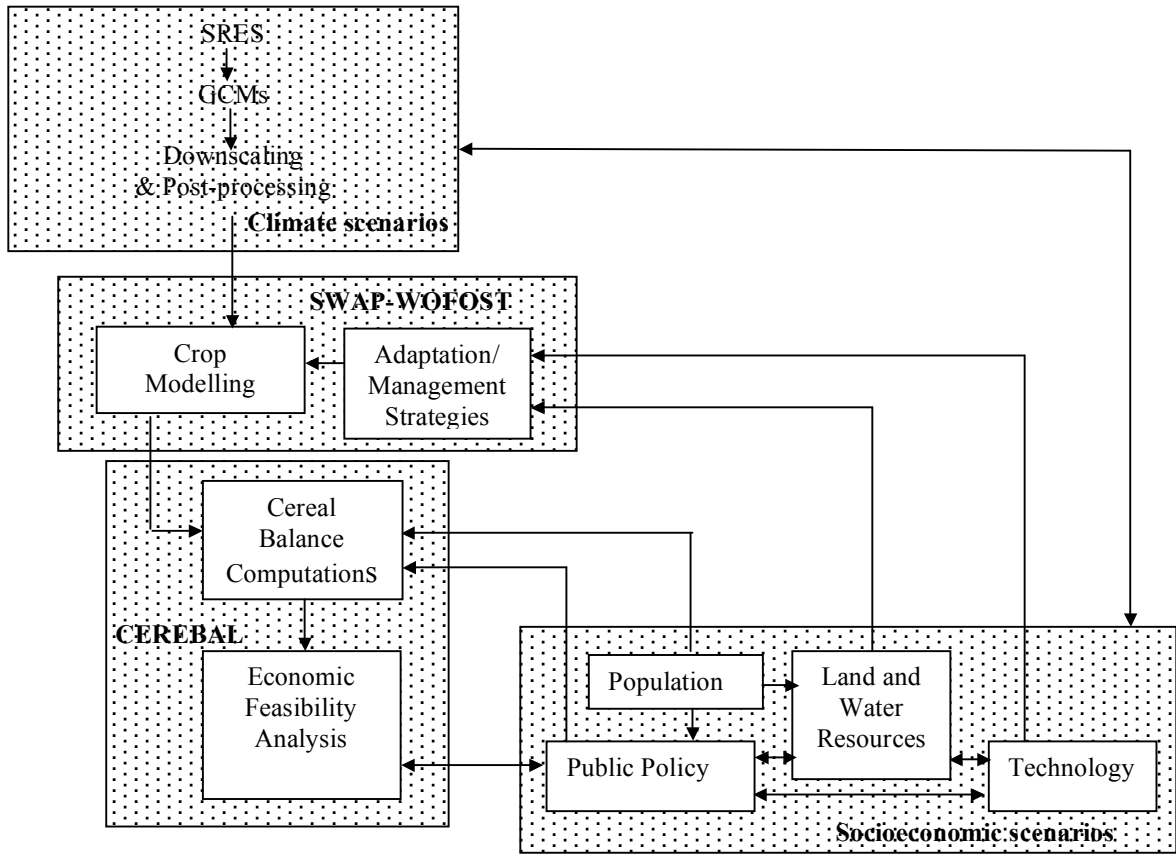 SRES
GCMs
Downscaling
& Post-processing
Climate scenarios
SWAP-WOFOST
Crop
Modelling
Adaptation/
Management
Strategies
Cereal
Balance
Computations
CEREBAL
Economic
Feasibility
Analysis
Population
Land and
Water
Resources
Public Policy
Technology
Socioeconomic scenarios